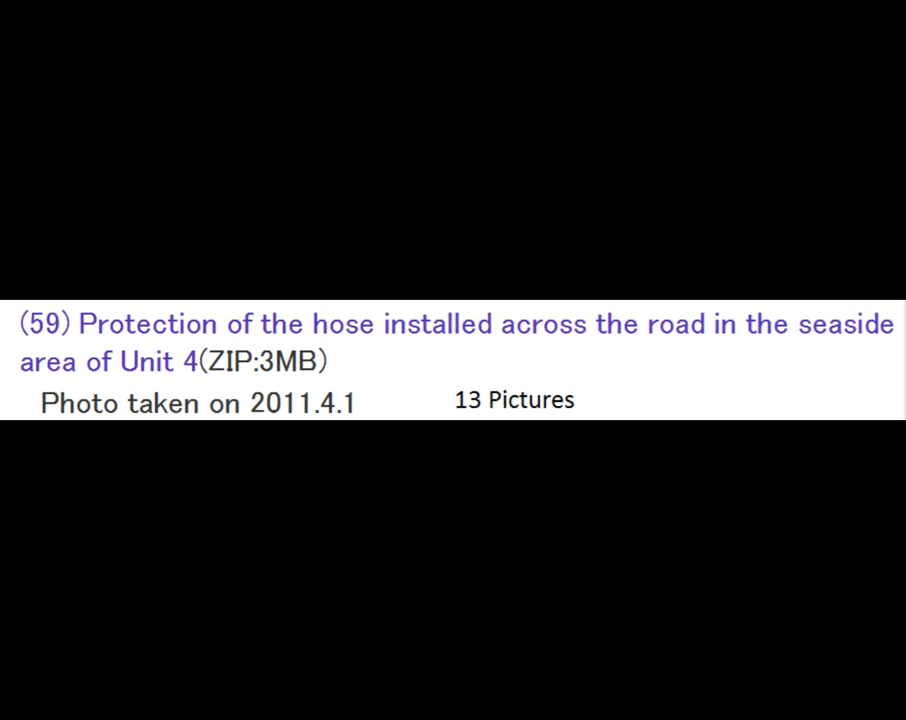 (59) Protection of the hose installed across the road in the seaside
area of Unit 4(ZIP:3MB)
Photo taken on 2011.4.1 13 Pictures